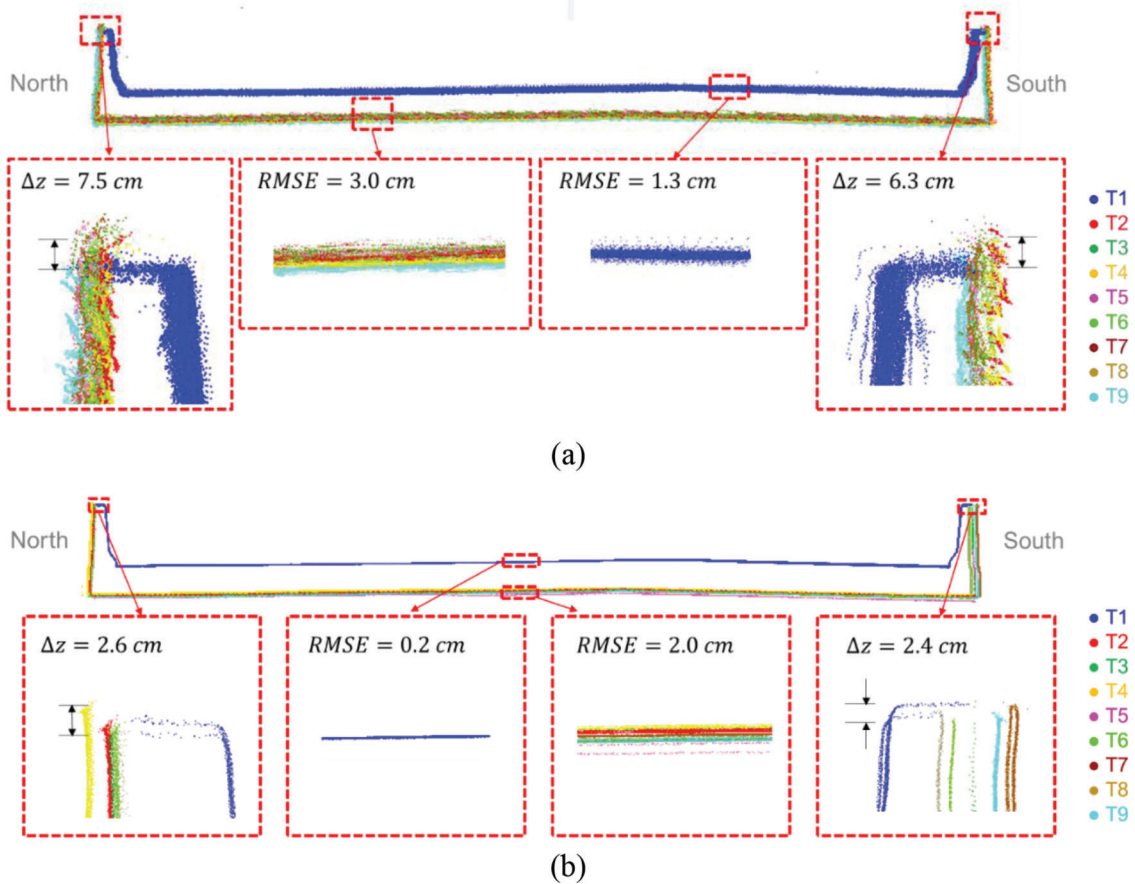 North
South
Δz = 7.5 cm
RMSE = 3.0 cm
RMSE = 1.3 cm
Δz = 6.3 cm
T1
T2
T3
T4
T5
T6
T7
T8
T9
(a)
North
South
Δz = 2.6 cm
RMSE = 0.2 cm
RMSE = 2.0 cm
Δz = 2.4 cm
T1
T2
T3
T4
T5
T6
T7
T8
T9
(b)